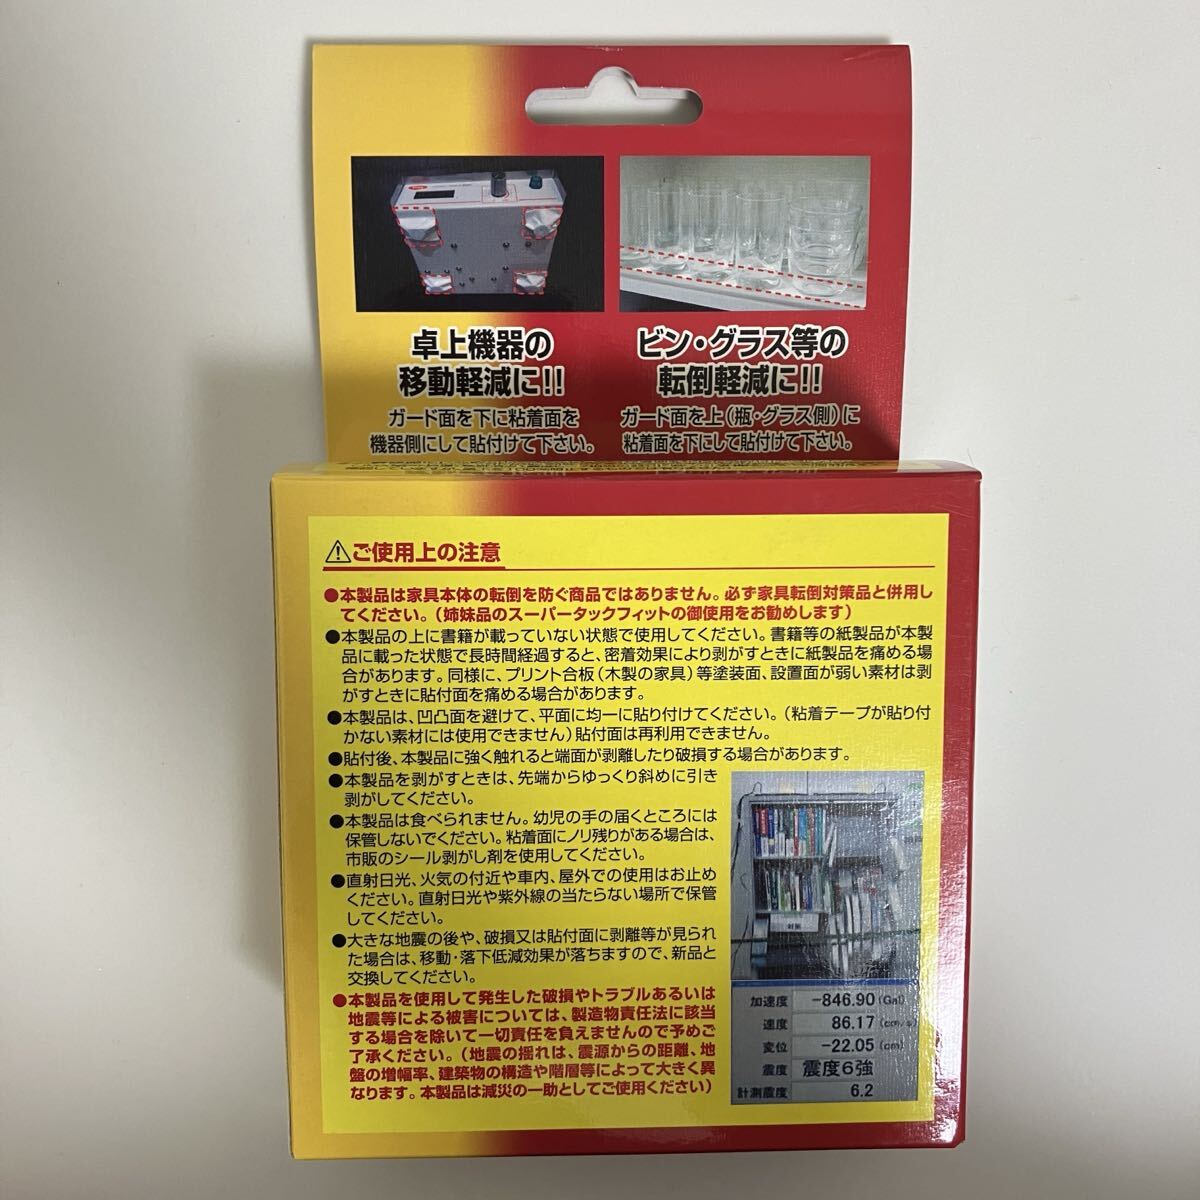 卓上機器の
移動軽減に!!
ガード面を下に粘着面を
機器側にして貼付けて下さい。
ビン・グラス等の
転倒軽減に!!
ガード面を上(瓶・グラス側)に
粘着面を下にして貼付けて下さい。
⚠ご使用上の注意
●本製品は家具本体の転倒を防ぐ商品ではありません。必ず家具転倒対策品と併用し
てください。(姉妹品のスーパータックフィットの御使用をお勧めします)
●本製品の上に書籍が載っていない状態で使用してください。書籍等の紙製品が本製
品に載った状態で長時間経過すると、密着効果により剥がすときに紙製品を痛める場
合があります。同様に、プリント合板(木製の家具)等塗装面、設置面が弱い素材は剥
がすときに貼付面を痛める場合があります。
●本製品は、凹凸面を避けて、平面に均一に貼り付けてください。(粘着テープが貼り付
かない素材には使用できません)貼付面は再利用できません。
●貼付後、本製品に強く触れると端面が剥離したり破損する場合があります。
●本製品を剥がすときは、先端からゆっくり斜めに引き
剥がしてください。
●本製品は食べられません。幼児の手の届くところには
保管しないでください。粘着面にノリ残りがある場合は、
市販のシール剥がし剤を使用してください。
●直射日光、火気の付近や車内、屋外での使用はお止め
ください。直射日光や紫外線の当たらない場所で保管
してください。
●大きな地震の後や、破損又は貼付面に剥離等が見られ
た場合は、移動・落下低減効果が落ちますので、新品と
交換してください。
●本製品を使用して発生した破損やトラブルあるいは
地震等による被害については、製造物責任法に該当
する場合を除いて一切責任を負えませんので予めご
了承ください。(地震の揺れは、震源からの距離、地
盤の増幅率、建築物の構造や階層等によって大きく異
なります。本製品は減災の一助としてご使用ください)
対策
加速度 -846.90 (Gal)
速度 86.17 (cm/s)
変位 -22.05 (cm)
震度 震度6強
計測震度 6.2